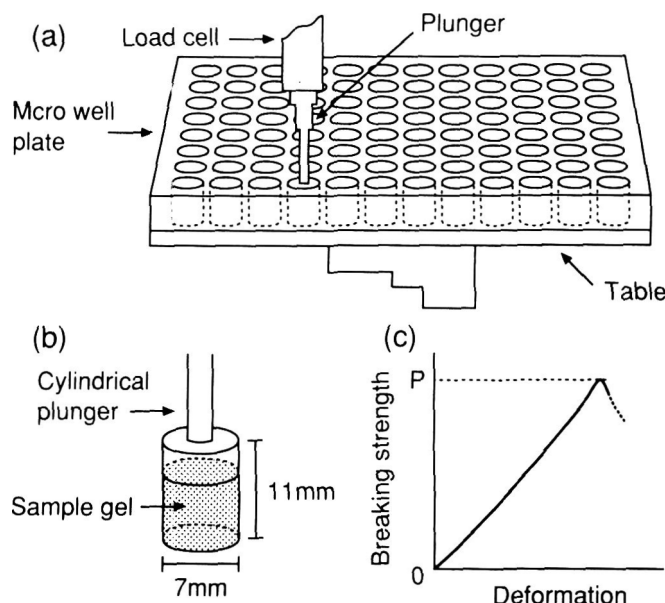 (a)
Load cell
Plunger
Mcro well
plate
Table
(b)
Cylindrical
plunger
Sample gel
11mm
7mm
(c)
Breaking strength
P
0
Deformation